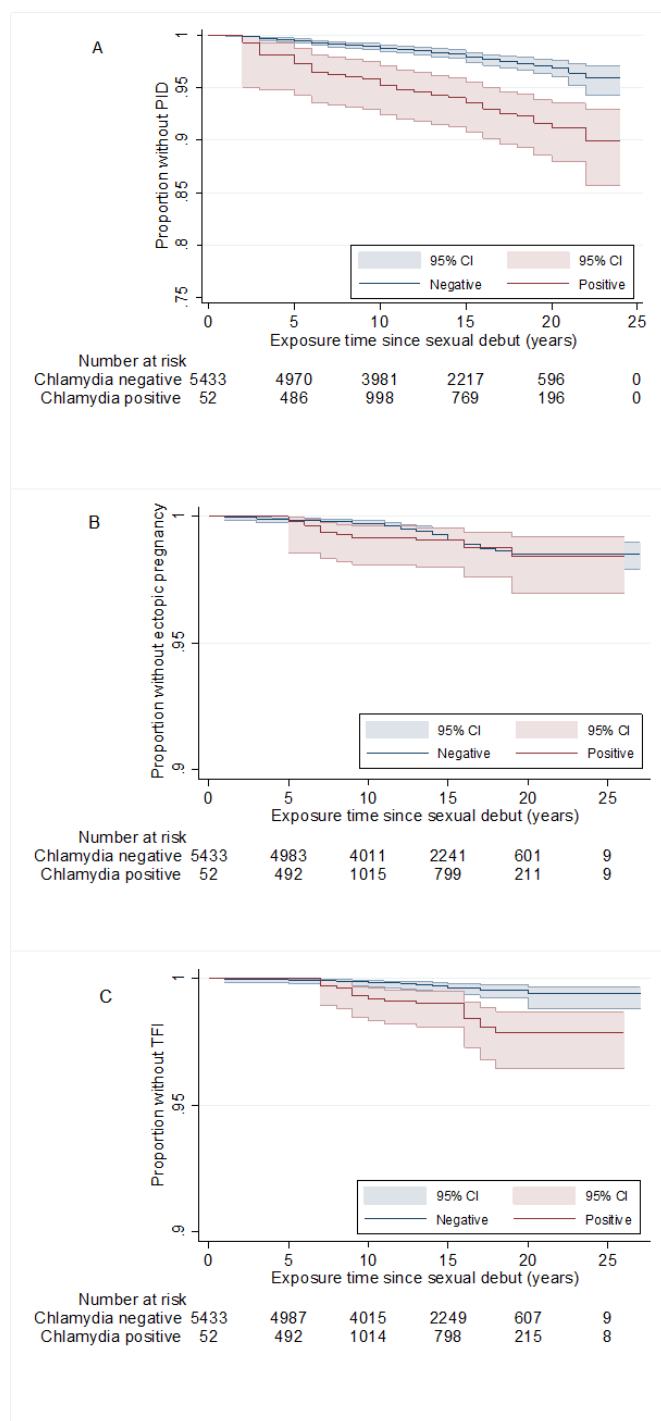 A
Proportion without PID
1
.95
.9
.85
.8
.75
95% CI 95% CI
Negative Positive
0 5 10 15 20 25
Exposure time since sexual debut (years)
Number at risk
Chlamydia negative 5433 4970 3981 2217 596 0
Chlamydia positive 52 486 998 769 196 0
B
Proportion without ectopic pregnancy
1
.95
.9
95% CI 95% CI
Negative Positive
0 5 10 15 20 25
Exposure time since sexual debut (years)
Number at risk
Chlamydia negative 5433 4983 4011 2241 601 9
Chlamydia positive 52 492 1015 799 211 9
C
Proportion without TFI
1
.95
.9
95% CI 95% CI
Negative Positive
0 5 10 15 20 25
Exposure time since sexual debut (years)
Number at risk
Chlamydia negative 5433 4987 4015 2249 607 9
Chlamydia positive 52 492 1014 798 215 8